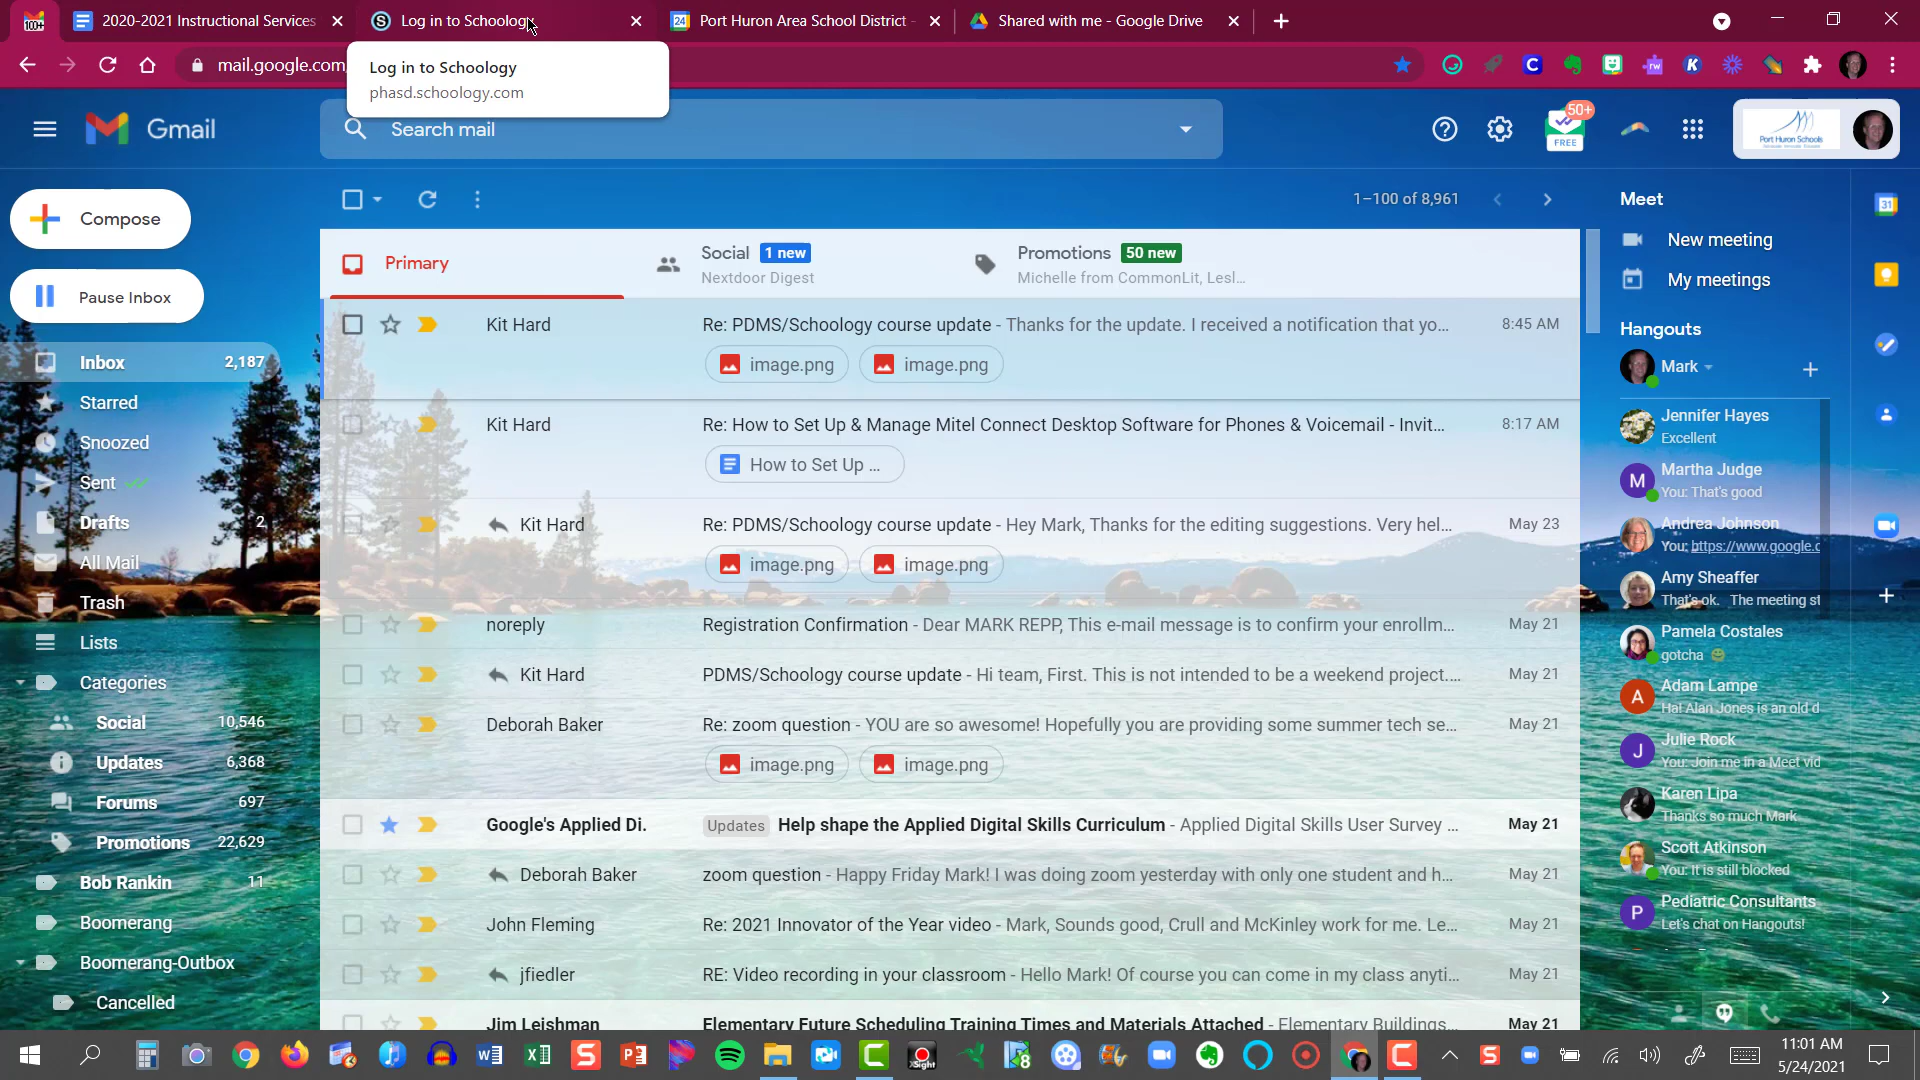 100+
2020-2021 Instructional Services
Log in to Schoology
Port Huron Area School District -
Shared with me - Google Drive
mail.google.com
Log in to Schoology
phasd.schoology.com
Gmail
Search mail
50+
FREE
Port Huron Schools
Compose
Pause Inbox
Inbox 2,187
Starred
Snoozed
Sent
Drafts 2
All Mail
Trash
Lists
Categories
Social 10,546
Updates 6,368
Forums 697
Promotions 22,629
Bob Rankin 11
Boomerang
Boomerang-Outbox
Cancelled
1–100 of 8,961
Primary
Social 1 new
Nextdoor Digest
Promotions 50 new
Michelle from CommonLit, Lesl...
Kit Hard Re: PDMS/Schoology course update - Thanks for the update. I received a notification that yo... 8:45 AM
image.png image.png
Kit Hard Re: How to Set Up & Manage Mitel Connect Desktop Software for Phones & Voicemail - Invit... 8:17 AM
How to Set Up ...
Kit Hard Re: PDMS/Schoology course update - Hey Mark, Thanks for the editing suggestions. Very hel... May 23
image.png image.png
noreply Registration Confirmation - Dear MARK REPP, This e-mail message is to confirm your enrollm... May 21
Kit Hard PDMS/Schoology course update - Hi team, First. This is not intended to be a weekend project.... May 21
Deborah Baker Re: zoom question - YOU are so awesome! Hopefully you are providing some summer tech se... May 21
image.png image.png
Google's Applied Di. Updates Help shape the Applied Digital Skills Curriculum - Applied Digital Skills User Survey ... May 21
Deborah Baker zoom question - Happy Friday Mark! I was doing zoom yesterday with only one student and h... May 21
John Fleming Re: 2021 Innovator of the Year video - Mark, Sounds good, Crull and McKinley work for me. Le... May 21
jfiedler RE: Video recording in your classroom - Hello Mark! Of course you can come in my class anyti... May 21
Jim Leishman Elementary Future Scheduling Training Times and Materials Attached - Elementary Buildings... May 21
Meet
New meeting
My meetings
Hangouts
Mark
Jennifer Hayes
Excellent
M
Martha Judge
You: That's good
Andrea Johnson
You: https://www.google.c
Amy Sheaffer
That's ok. The meeting st
Pamela Costales
gotcha
A
Adam Lampe
Ha! Alan Jones is an old d
J
Julie Rock
You: Join me in a Meet vid
Karen Lipa
Thanks so much Mark
Scott Atkinson
You: It is still blocked
P
Pediatric Consultants
Let's chat on Hangouts!
11:01 AM
5/24/2021